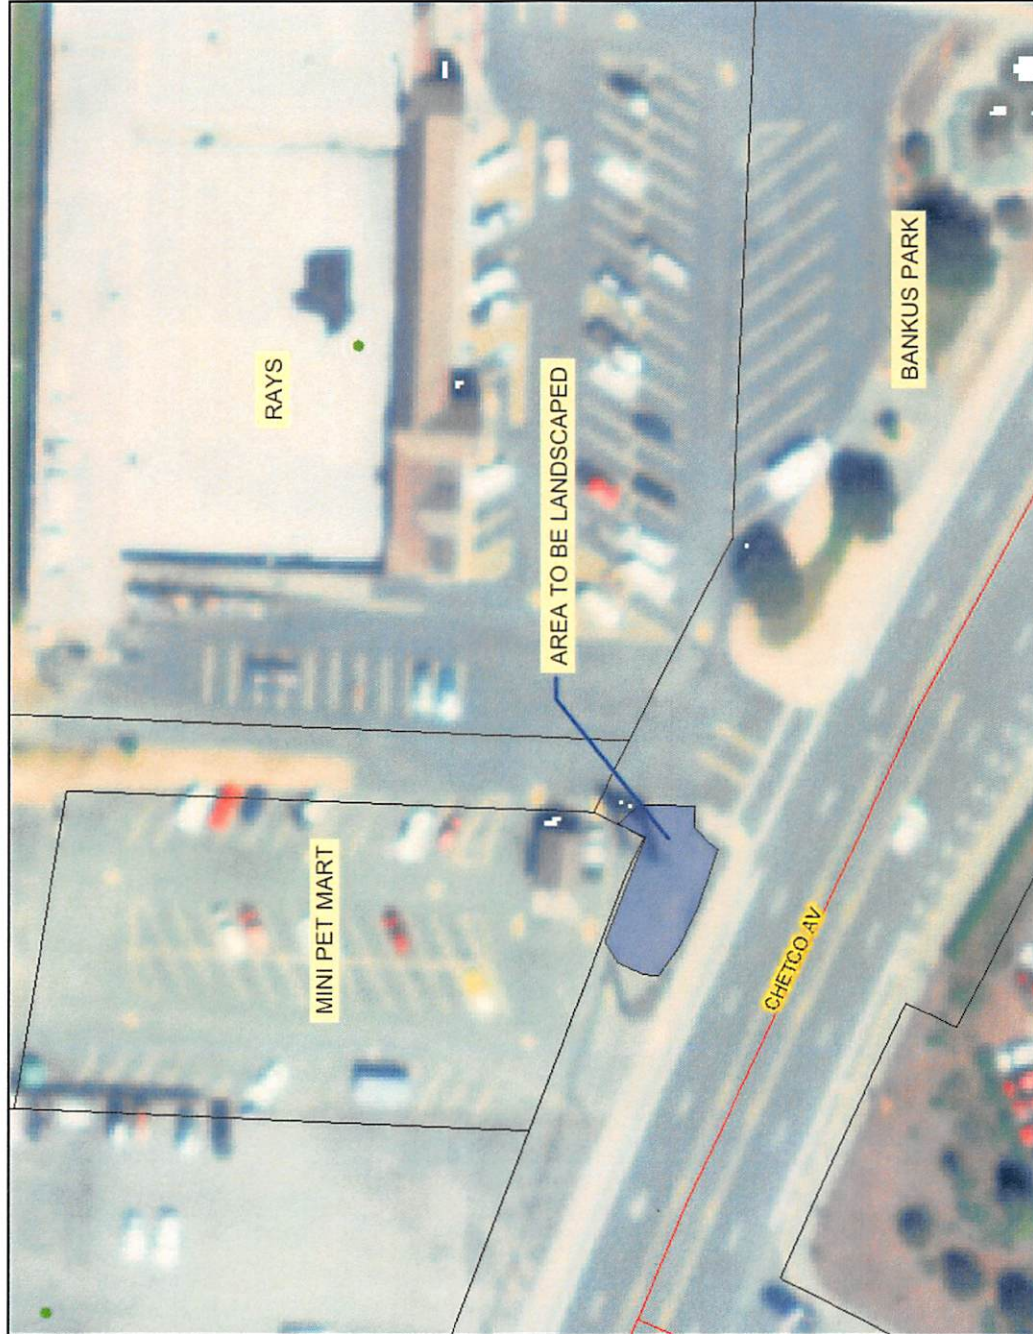 RAYS
BANKUS PARK
AREA TO BE LANDSCAPED
MINI PET MART
CHETCO AV